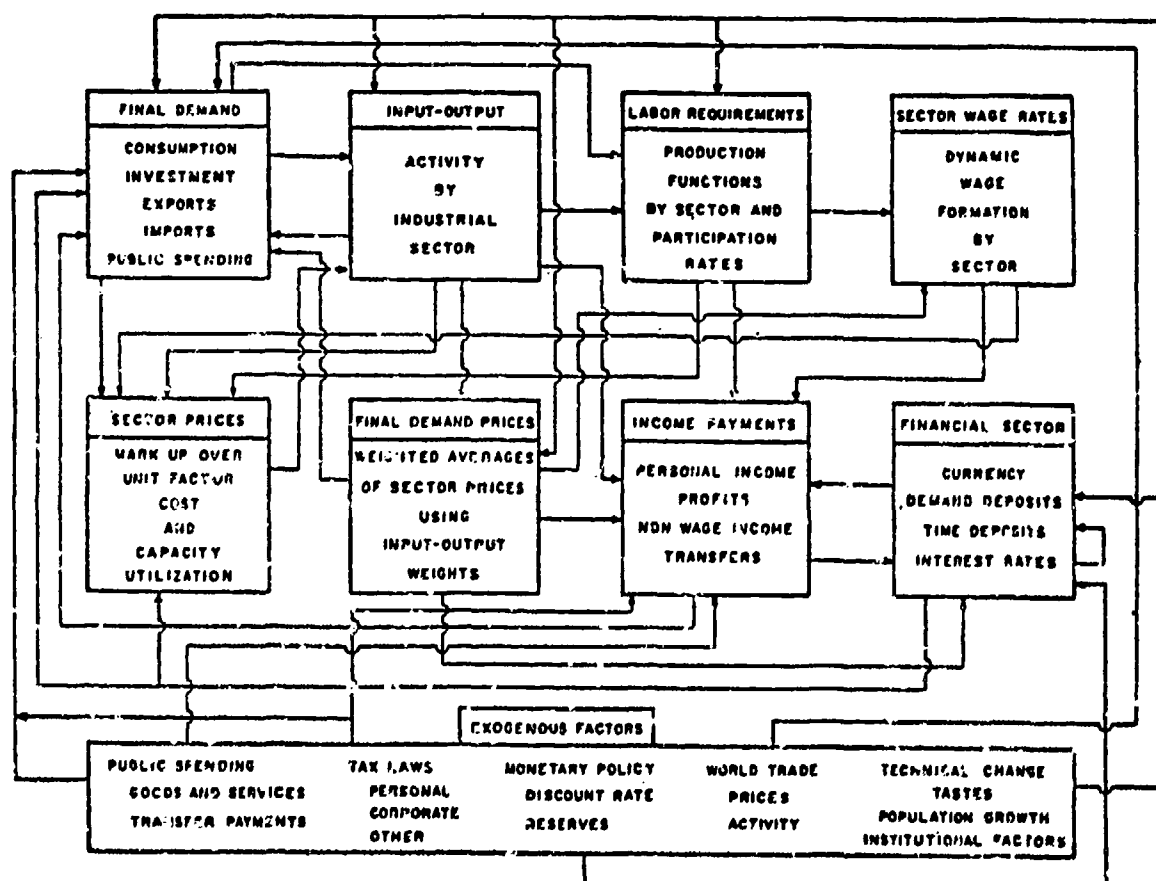 FINAL DEMAND
CONSUMPTION
INVESTMENT
EXPORTS
IMPORTS
PUBLIC SPENDING
INPUT-OUTPUT
ACTIVITY
BY
INDUSTRIAL
SECTOR
LABOR REQUIREMENTS
PRODUCTION
FUNCTIONS
BY SECTOR AND
PARTICIPATION
RATES
SECTOR WAGE RATES
DYNAMIC
WAGE
FORMATION
BY
SECTOR
SECTOR PRICES
MARK UP OVER
UNIT FACTOR
COST
AND
CAPACITY
UTILIZATION
FINAL DEMAND PRICES
WEIGHTED AVERAGES
OF SECTOR PRICES
USING
INPUT-OUTPUT
WEIGHTS
INCOME PAYMENTS
PERSONAL INCOME
PROFITS
NON WAGE INCOME
TRANSFERS
FINANCIAL SECTOR
CURRENCY
DEMAND DEPOSITS
TIME DEPOSITS
INTEREST RATES
EXOGENOUS FACTORS
PUBLIC SPENDING
GOODS AND SERVICES
TRANSFER PAYMENTS
TAX LAWS
PERSONAL
CORPORATE
OTHER
MONETARY POLICY
DISCOUNT RATE
RESERVES
WORLD TRADE
PRICES
ACTIVITY
TECHNICAL CHANGE
TASTES
POPULATION GROWTH
INSTITUTIONAL FACTORS